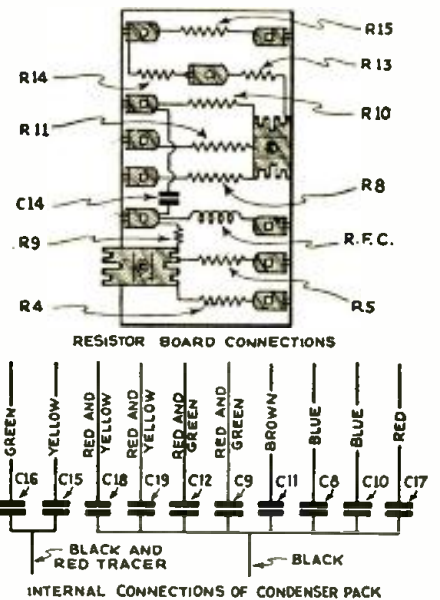 R15
R14
R13
R10
R11
R8
C14
R9
R.F.C.
R4
R5
RESISTOR BOARD CONNECTIONS
GREEN
YELLOW
RED AND YELLOW
RED AND YELLOW
RED AND GREEN
RED AND GREEN
BROWN
BLUE
BLUE
RED
C16 C15 C18 C19 C12 C9 C11 C8 C10 C17
BLACK AND
RED TRACER
BLACK
INTERNAL CONNECTIONS OF CONDENSER PACK